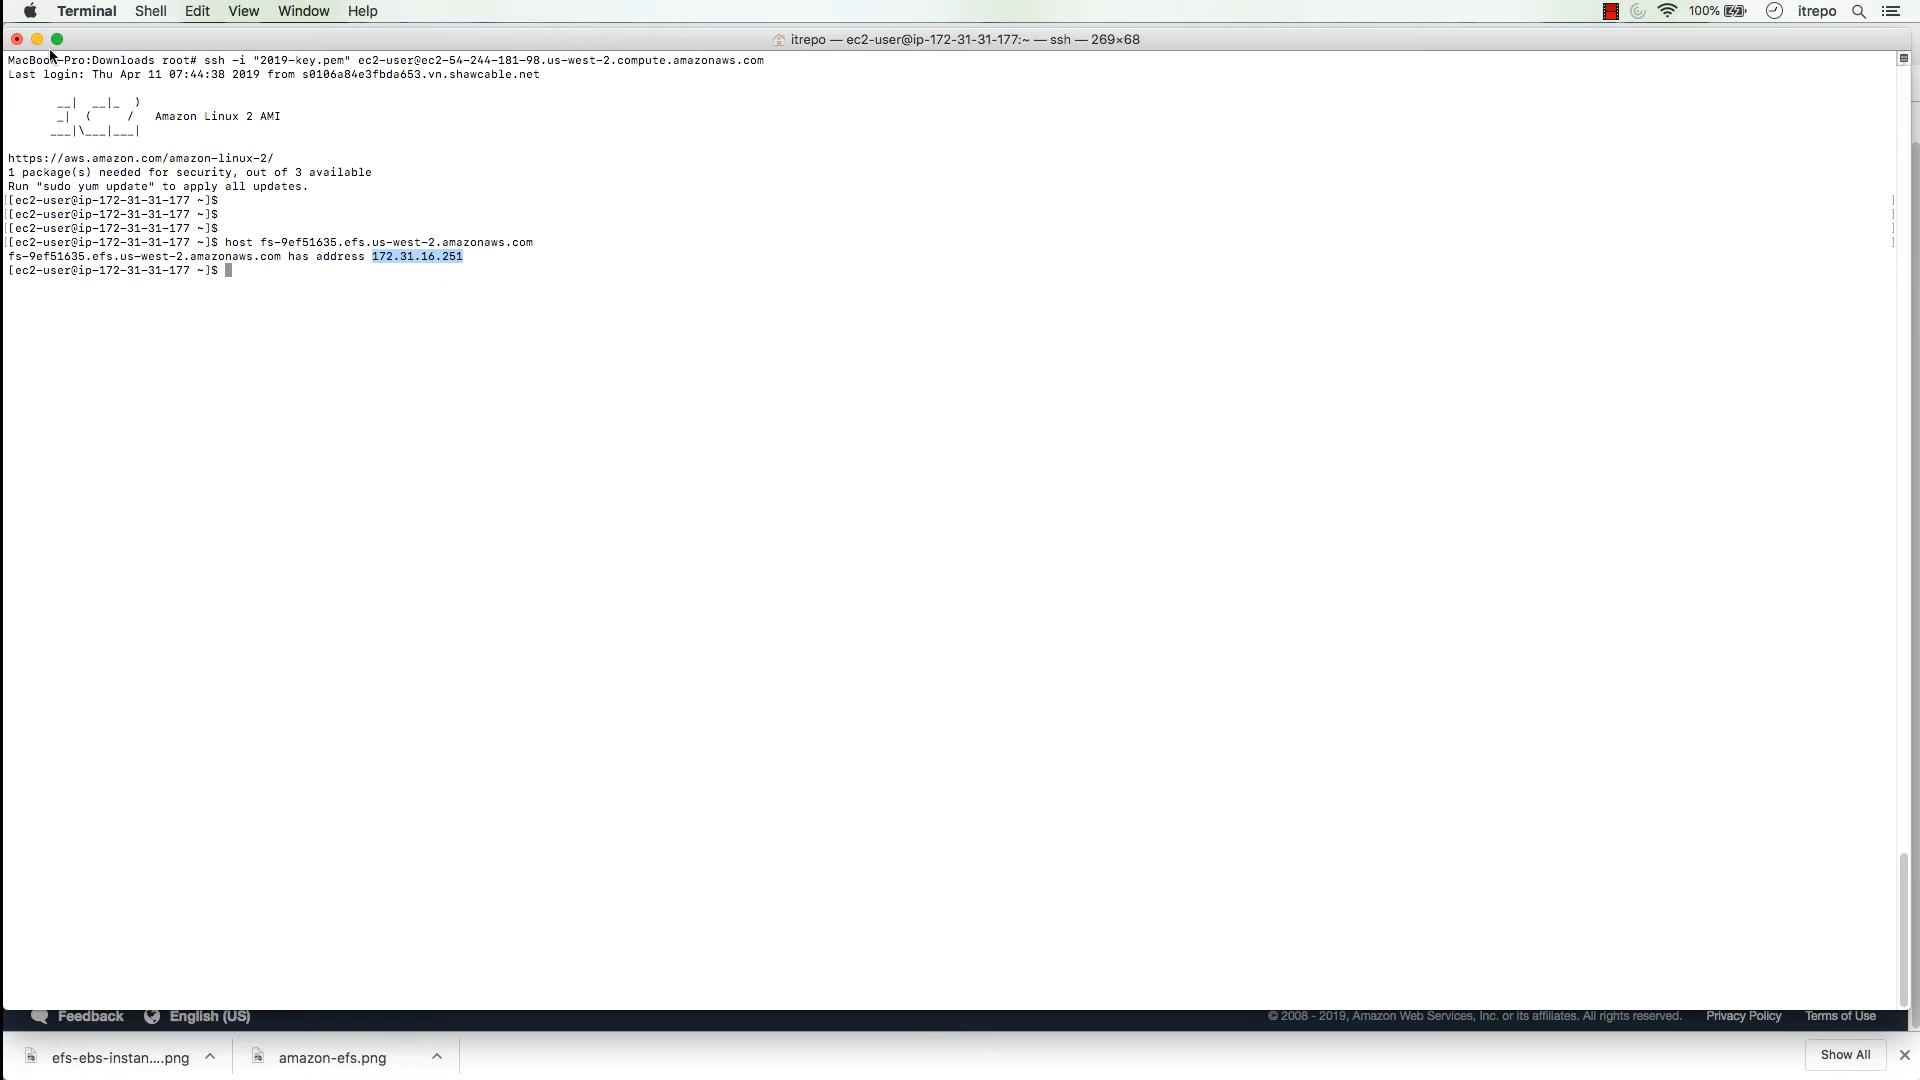 Terminal Shell Edit View Window Help 100% itrepo
itrepo — ec2-user@ip-172-31-31-177:~ — ssh — 269×68
MacBook-Pro:Downloads root# ssh -i "2019-key.pem" ec2-user@ec2-54-244-181-98.us-west-2.compute.amazonaws.com
Last login: Thu Apr 11 07:44:38 2019 from s0106a84e3fbda653.vn.shawcable.net
__| __|_ )
_| ( / Amazon Linux 2 AMI
___|\___|___|
https://aws.amazon.com/amazon-linux-2/
1 package(s) needed for security, out of 3 available
Run "sudo yum update" to apply all updates.
[[ec2-user@ip-172-31-31-177 ~]$ ]
[[ec2-user@ip-172-31-31-177 ~]$ ]
[[ec2-user@ip-172-31-31-177 ~]$ ]
[[ec2-user@ip-172-31-31-177 ~]$ host fs-9ef51635.efs.us-west-2.amazonaws.com ]
fs-9ef51635.efs.us-west-2.amazonaws.com has address 172.31.16.251
[ec2-user@ip-172-31-31-177 ~]$
Feedback English (US) © 2008 - 2019, Amazon Web Services, Inc. or its affiliates. All rights reserved. Privacy Policy Terms of Use
efs-ebs-instan....png amazon-efs.png Show All